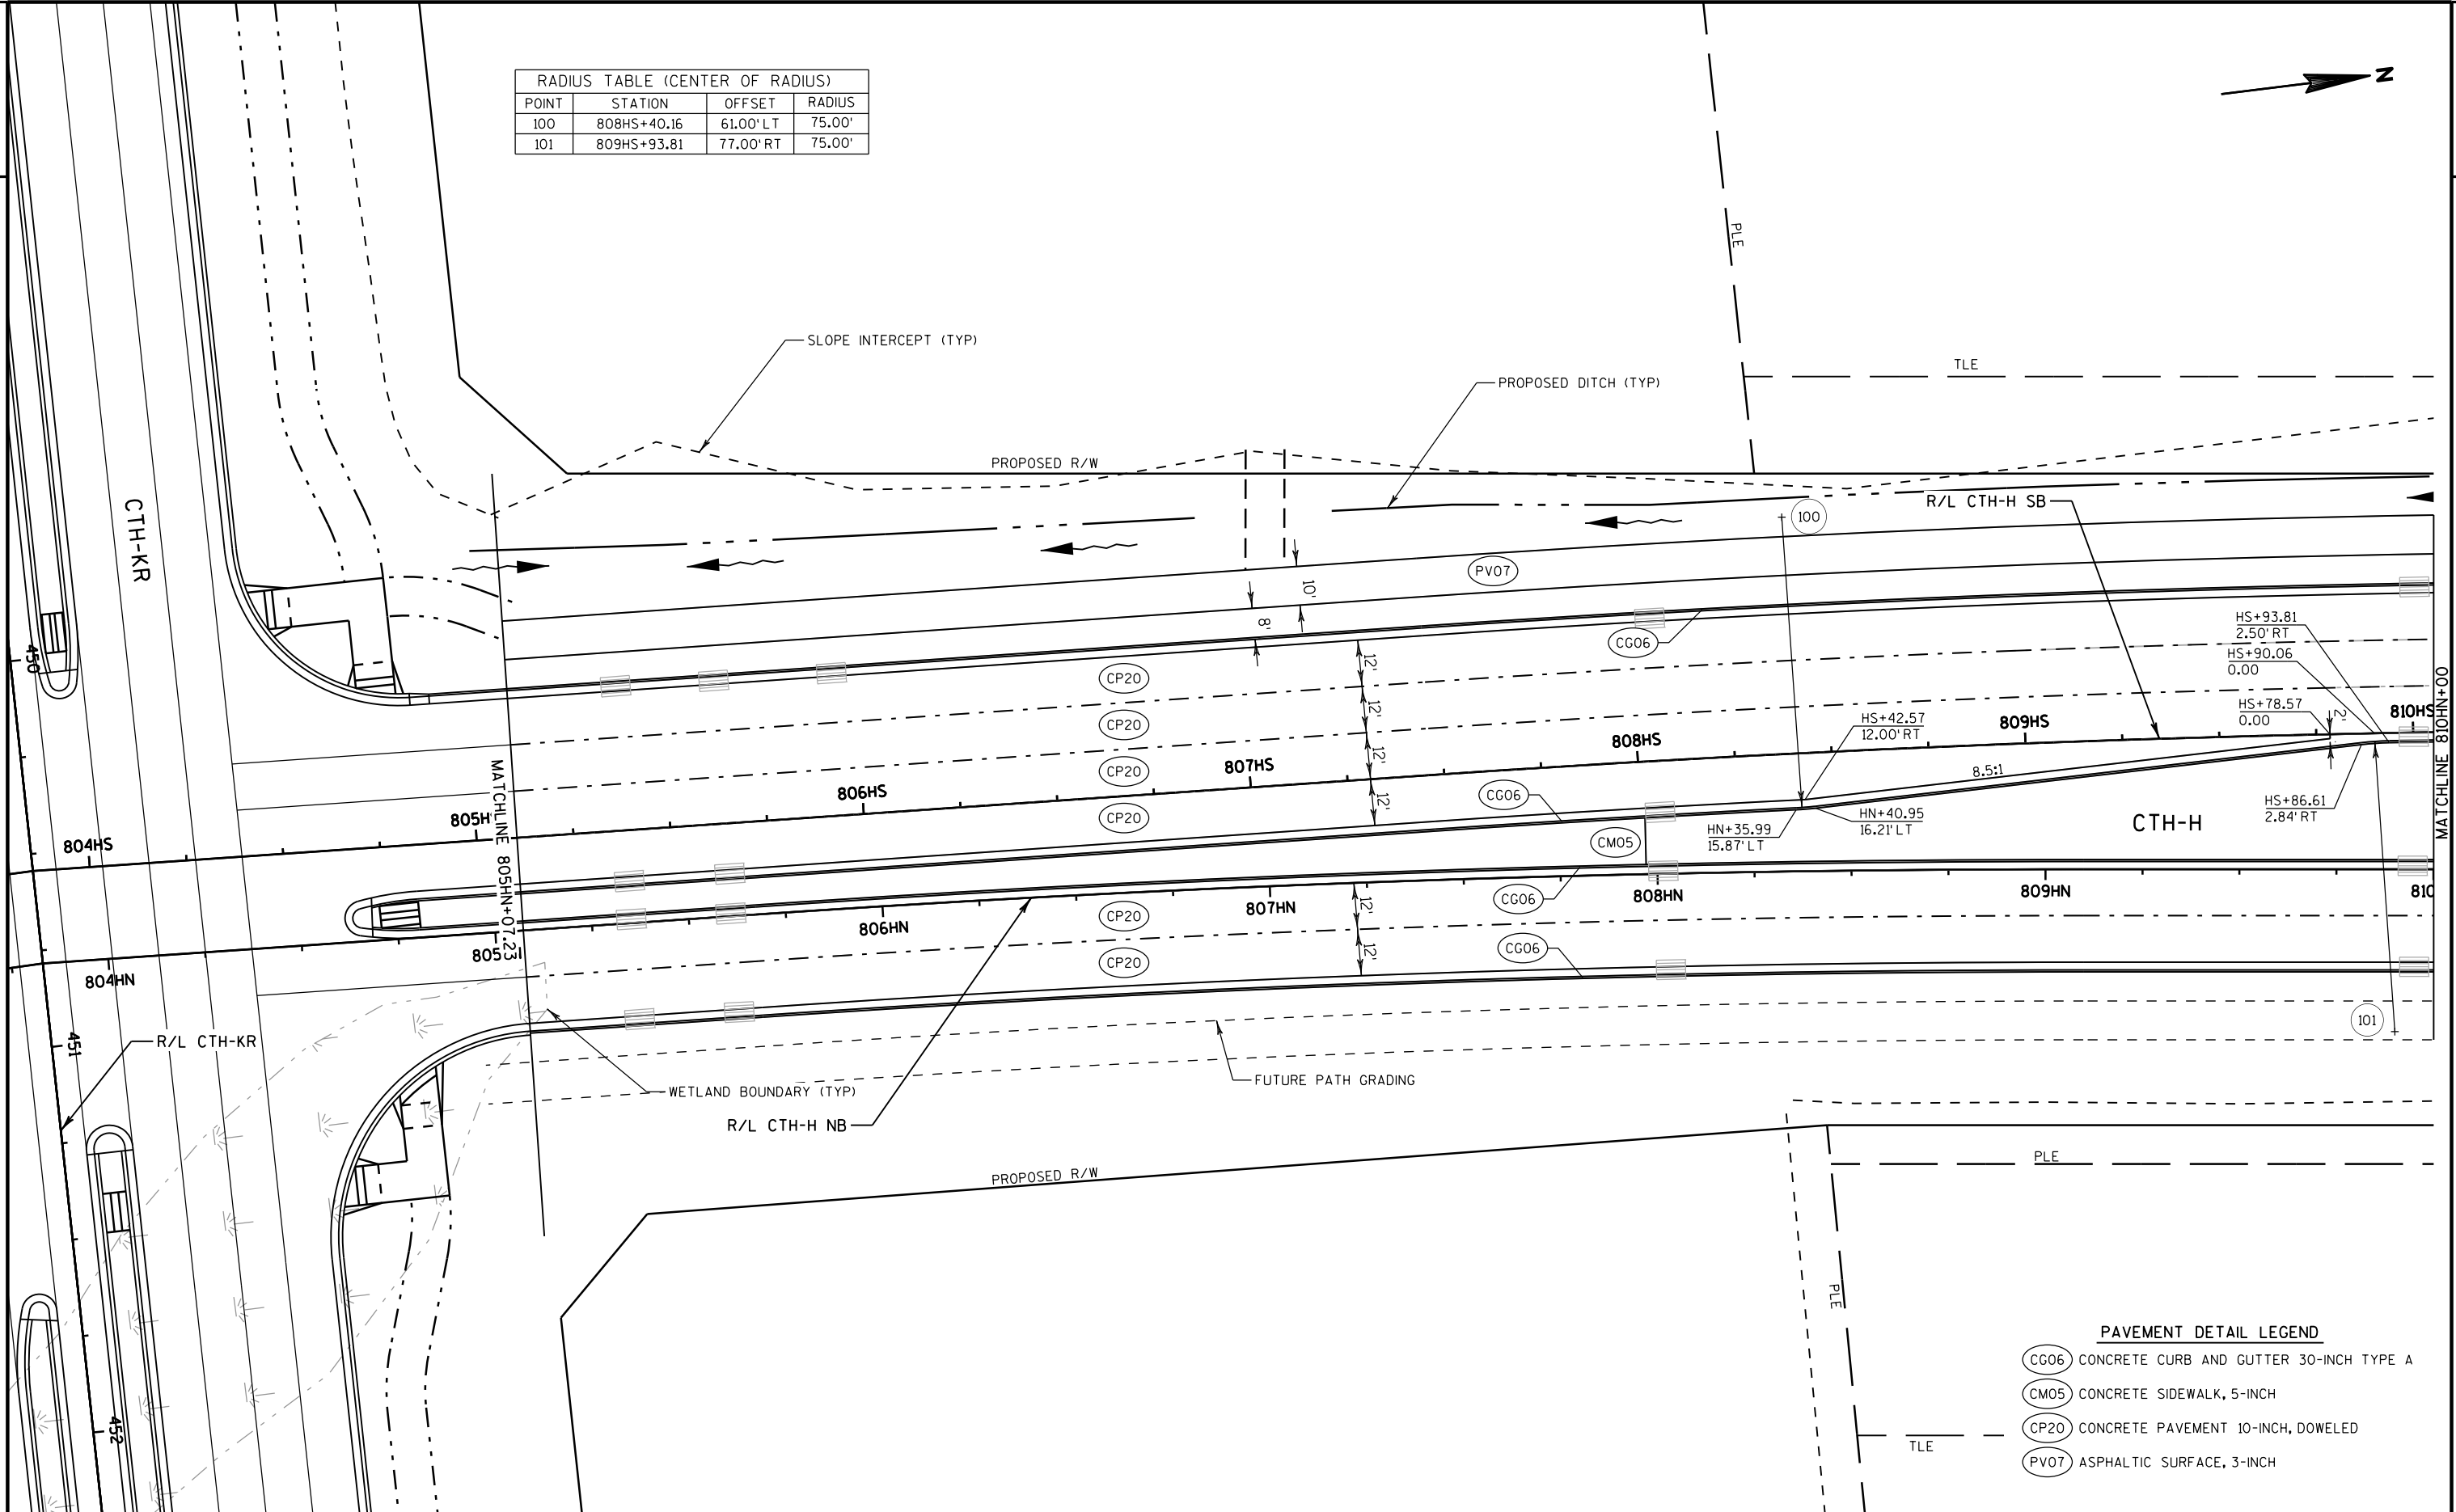 RADIUS TABLE (CENTER OF RADIUS)
POINT STATION OFFSET RADIUS
100 808HS+40.16 61.00' LT 75.00'
101 809HS+93.81 77.00' RT 75.00'
N
PLE
SLOPE INTERCEPT (TYP)
TLE
PROPOSED DITCH (TYP)
PROPOSED R/W
R/L CTH-H SB
100
CTH-KR
PV07
10'
8'
CG06
HS+93.81
2.50' RT
HS+90.06
0.00
HS+78.57
0.00
2'
450
CP20
CP20
CP20
CP20
12'
12'
12'
12'
HS+42.57
12.00' RT
804HS
805H
806HS
807HS
808HS
809HS
810HS
MATCHLINE 805HN+07.23
MATCHLINE 810HN+00
8.5:1
CG06
CM05
HN+35.99
15.87' LT
HN+40.95
16.21' LT
HS+86.61
2.84' RT
CTH-H
CG06
804HN
805
806HN
807HN
808HN
809HN
810
CP20
CP20
12'
12'
CG06
101
451
R/L CTH-KR
WETLAND BOUNDARY (TYP)
FUTURE PATH GRADING
R/L CTH-H NB
PROPOSED R/W
PLE
PLE
452
TLE
PAVEMENT DETAIL LEGEND
CG06 CONCRETE CURB AND GUTTER 30-INCH TYPE A
CM05 CONCRETE SIDEWALK, 5-INCH
CP20 CONCRETE PAVEMENT 10-INCH, DOWELED
PV07 ASPHALTIC SURFACE, 3-INCH